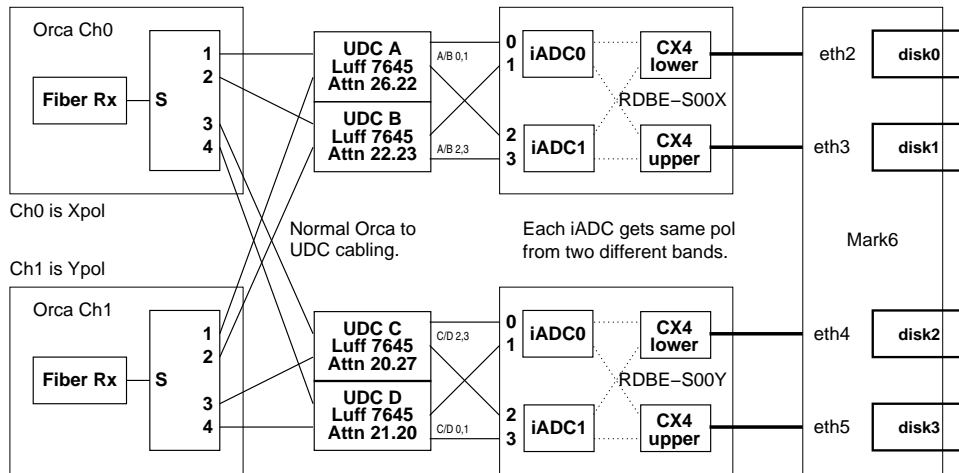 Orca Ch0
Fiber Rx
S
1
2
3
4
Ch0 is Xpol
UDC A
Luff 7645
Attn 26.22
UDC B
Luff 7645
Attn 22.23
A/B 0,1
A/B 2,3
0
1
2
3
iADC0
iADC1
CX4
lower
RDBE−S00X
CX4
upper
eth2
eth3
disk0
disk1
Normal Orca to
UDC cabling.
Each iADC gets same pol
from two different bands.
Mark6
Ch1 is Ypol
Orca Ch1
Fiber Rx
S
1
2
3
4
UDC C
Luff 7645
Attn 20.27
UDC D
Luff 7645
Attn 21.20
C/D 2,3
C/D 0,1
0
1
2
3
iADC0
iADC1
CX4
lower
RDBE−S00Y
CX4
upper
eth4
eth5
disk2
disk3